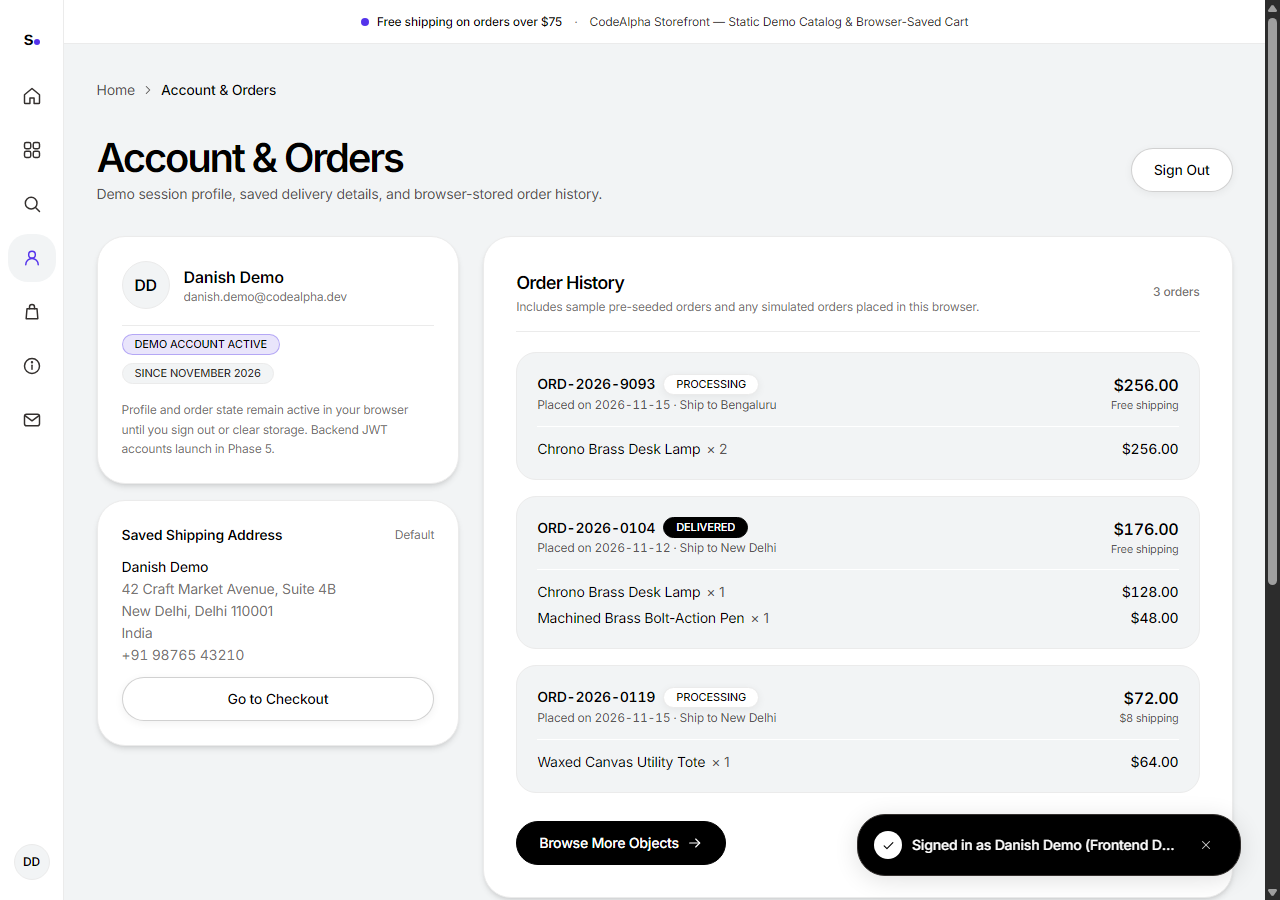 Free shipping on orders over $75 · CodeAlpha Storefront — Static Demo Catalog & Browser-Saved Cart
S.
Home > Account & Orders
Account & Orders
Demo session profile, saved delivery details, and browser-stored order history.
Sign Out
DD
Danish Demo
danish.demo@codealpha.dev
DEMO ACCOUNT ACTIVE
SINCE NOVEMBER 2026
Profile and order state remain active in your browser
until you sign out or clear storage. Backend JWT
accounts launch in Phase 5.
Saved Shipping Address Default
Danish Demo
42 Craft Market Avenue, Suite 4B
New Delhi, Delhi 110001
India
+91 98765 43210
Go to Checkout
Order History
Includes sample pre-seeded orders and any simulated orders placed in this browser.
3 orders
ORD-2026-9093 PROCESSING $256.00
Placed on 2026-11-15 · Ship to Bengaluru Free shipping
Chrono Brass Desk Lamp × 2 $256.00
ORD-2026-0104 DELIVERED $176.00
Placed on 2026-11-12 · Ship to New Delhi Free shipping
Chrono Brass Desk Lamp × 1 $128.00
Machined Brass Bolt-Action Pen × 1 $48.00
ORD-2026-0119 PROCESSING $72.00
Placed on 2026-11-15 · Ship to New Delhi $8 shipping
Waxed Canvas Utility Tote × 1 $64.00
Browse More Objects →
Signed in as Danish Demo (Frontend D...
DD